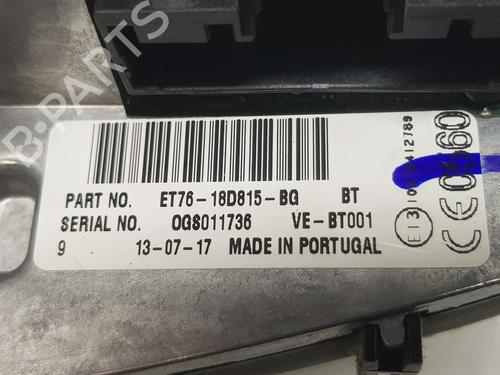 PART NO. ET76-18D815-BG BT
SERIAL NO. OGS011736 VE-BT001
9 13-07-17 MADE IN PORTUGAL
E13
CE
B-PARTS